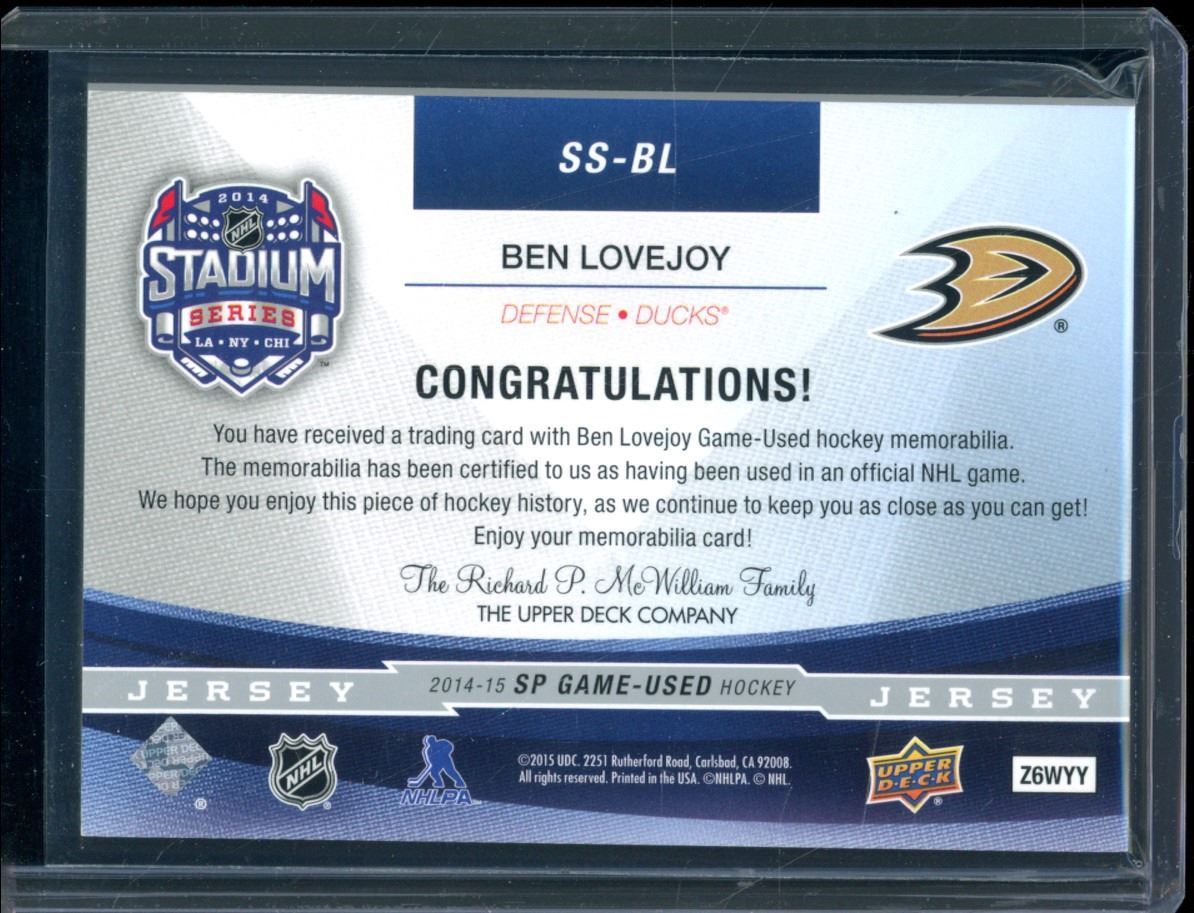 SS-BL
2014
NHL
STADIUM
SERIES
LA • NY • CHI
™
BEN LOVEJOY
DEFENSE • DUCKS®
®
CONGRATULATIONS!
You have received a trading card with Ben Lovejoy Game-Used hockey memorabilia.
The memorabilia has been certified to us as having been used in an official NHL game.
We hope you enjoy this piece of hockey history, as we continue to keep you as close as you can get!
Enjoy your memorabilia card!
The Richard P. McWilliam Family
THE UPPER DECK COMPANY
JERSEY
2014-15 SP GAME-USED HOCKEY
JERSEY
UPPER DE
®
NHL
®
NHLPA
©2015 UDC. 2251 Rutherford Road, Carlsbad, CA 92008.
All rights reserved. Printed in the USA. ©NHLPA. © NHL.
UPPER
D•E•C•K
®
Z6WYY